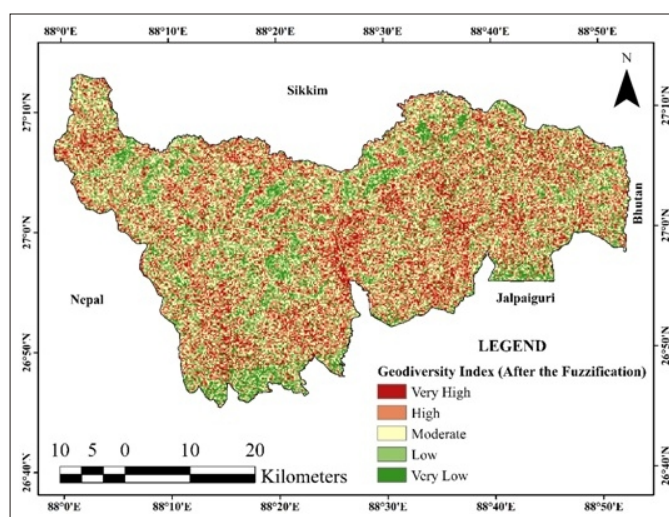 88°0'E 88°10'E 88°20'E 88°30'E 88°40'E 88°50'E
N
Sikkim
27°10'N
27°10'N
Bhutan
27°0'N
27°0'N
Nepal
Jalpaiguri
26°50'N
26°50'N
LEGEND
Geodiversity Index (After the Fuzzification)
Very High
High
Moderate
Low
Very Low
10 5 0 10 20
Kilometers
26°40'N
26°40'N
88°0'E 88°10'E 88°20'E 88°30'E 88°40'E 88°50'E